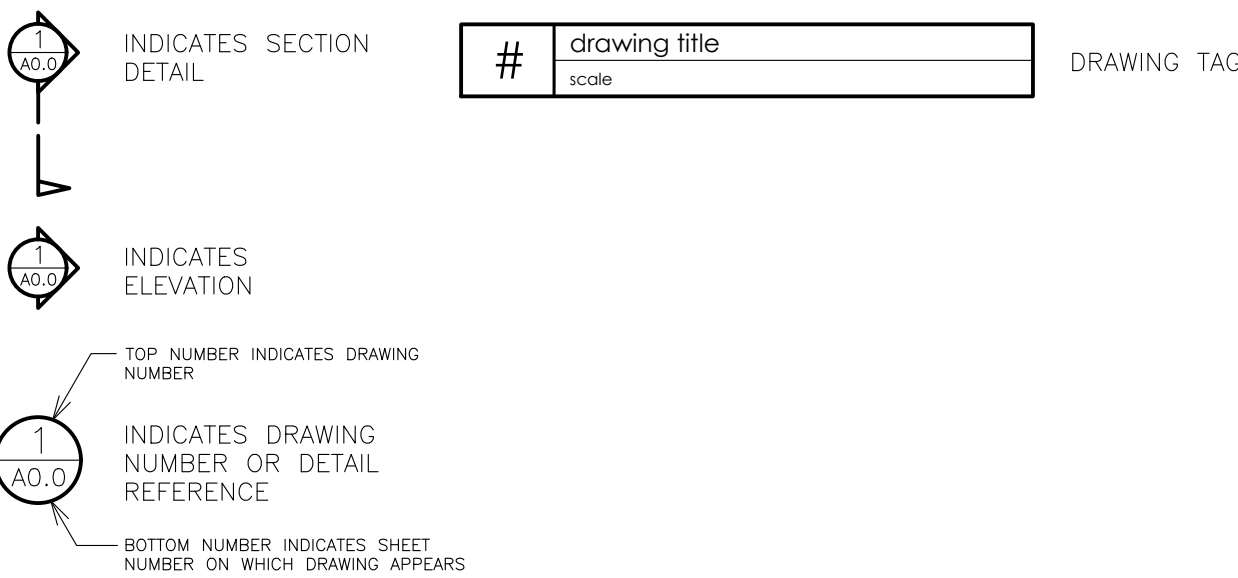 1
A0.0
INDICATES SECTION
DETAIL
#
drawing title
scale
DRAWING TAG
1
A0.0
INDICATES
ELEVATION
TOP NUMBER INDICATES DRAWING
NUMBER
1
A0.0
INDICATES DRAWING
NUMBER OR DETAIL
REFERENCE
BOTTOM NUMBER INDICATES SHEET
NUMBER ON WHICH DRAWING APPEARS